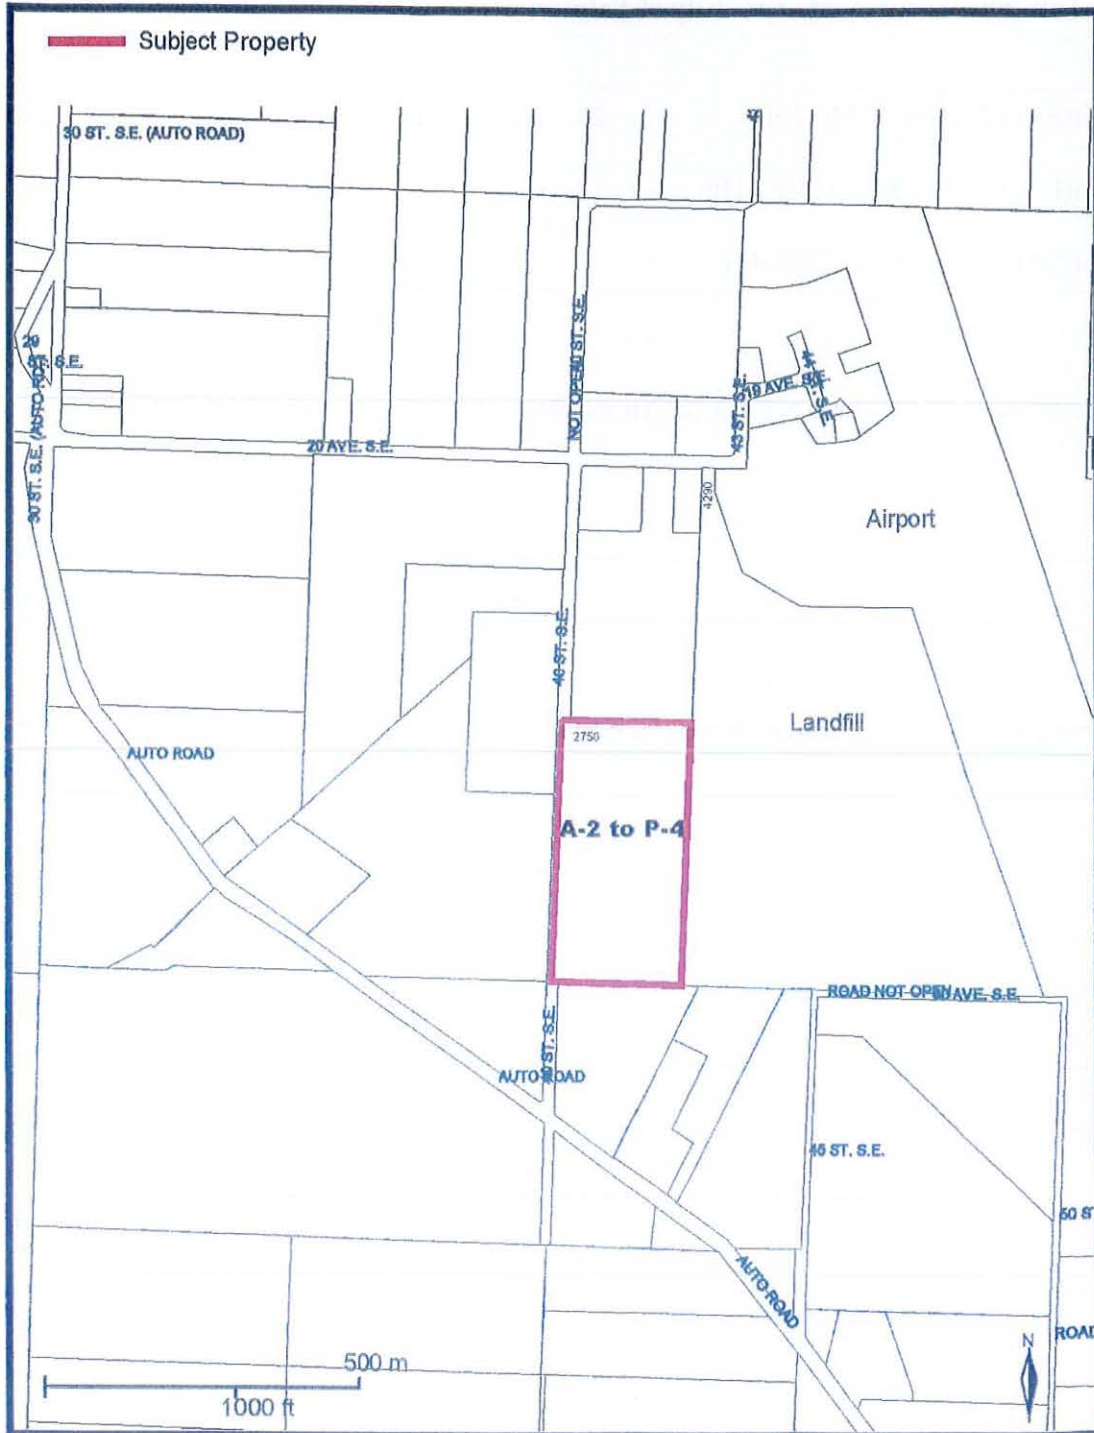 Subject Property
30 ST. S.E. (AUTO ROAD)
NOT OPEN
43 ST. S.E.
19 AVE. S.E.
20 AVE. S.E.
30 ST. S.E. (AUTO RD)
4290
Airport
40 ST. S.E.
Landfill
2750
AUTO ROAD
A-2 to P-4
ROAD NOT OPEN
AVE. S.E.
ST. S.E.
AUTO ROAD
45 ST. S.E.
AUTO ROAD
ROAD
N
500 m
1000 ft